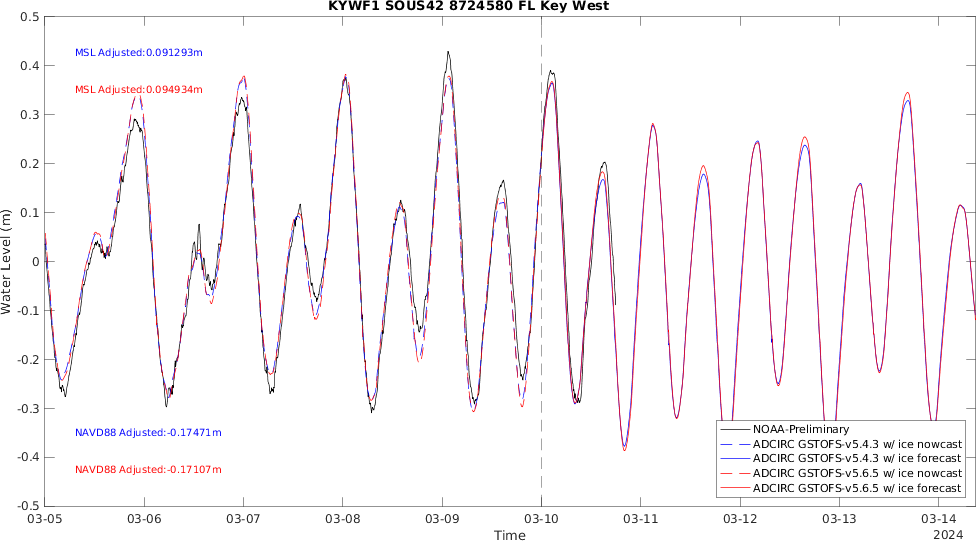 KYWF1 SOUS42 8724580 FL Key West
0.5
0.4
0.3
0.2
0.1
0
-0.1
-0.2
-0.3
-0.4
-0.5
Water Level (m)
MSL Adjusted:0.091293m
MSL Adjusted:0.094934m
NAVD88 Adjusted:-0.17471m
NAVD88 Adjusted:-0.17107m
NOAA-Preliminary
ADCIRC GSTOFS-v5.4.3 w/ ice nowcast
ADCIRC GSTOFS-v5.4.3 w/ ice forecast
ADCIRC GSTOFS-v5.6.5 w/ ice nowcast
ADCIRC GSTOFS-v5.6.5 w/ ice forecast
03-05 03-06 03-07 03-08 03-09 03-10 03-11 03-12 03-13 03-14
Time
2024